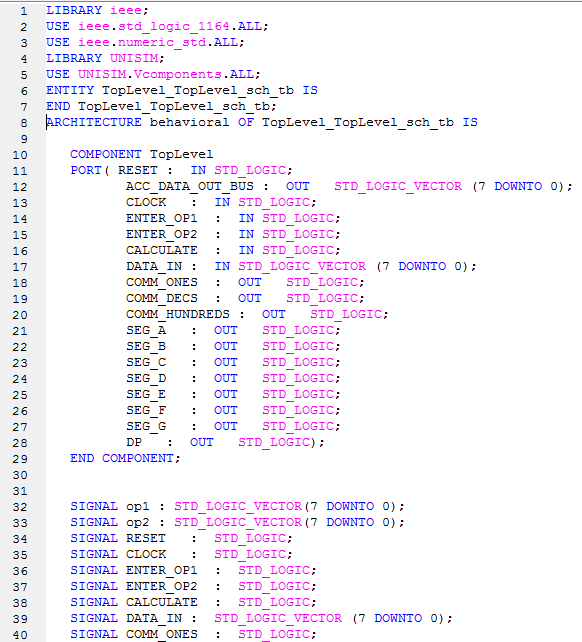 1 LIBRARY ieee;
2 USE ieee.std_logic_1164.ALL;
3 USE ieee.numeric_std.ALL;
4 LIBRARY UNISIM;
5 USE UNISIM.Vcomponents.ALL;
6 ENTITY TopLevel_TopLevel_sch_tb IS
7 END TopLevel_TopLevel_sch_tb;
8 ARCHITECTURE behavioral OF TopLevel_TopLevel_sch_tb IS
9
10 COMPONENT TopLevel
11 PORT( RESET : IN STD_LOGIC;
12 ACC_DATA_OUT_BUS : OUT STD_LOGIC_VECTOR (7 DOWNTO 0);
13 CLOCK : IN STD_LOGIC;
14 ENTER_OP1 : IN STD_LOGIC;
15 ENTER_OP2 : IN STD_LOGIC;
16 CALCULATE : IN STD_LOGIC;
17 DATA_IN : IN STD_LOGIC_VECTOR (7 DOWNTO 0);
18 COMM_ONES : OUT STD_LOGIC;
19 COMM_DECS : OUT STD_LOGIC;
20 COMM_HUNDREDS : OUT STD_LOGIC;
21 SEG_A : OUT STD_LOGIC;
22 SEG_B : OUT STD_LOGIC;
23 SEG_C : OUT STD_LOGIC;
24 SEG_D : OUT STD_LOGIC;
25 SEG_E : OUT STD_LOGIC;
26 SEG_F : OUT STD_LOGIC;
27 SEG_G : OUT STD_LOGIC;
28 DP : OUT STD_LOGIC);
29 END COMPONENT;
30
31
32 SIGNAL op1 : STD_LOGIC_VECTOR(7 DOWNTO 0);
33 SIGNAL op2 : STD_LOGIC_VECTOR(7 DOWNTO 0);
34 SIGNAL RESET : STD_LOGIC;
35 SIGNAL CLOCK : STD_LOGIC;
36 SIGNAL ENTER_OP1 : STD_LOGIC;
37 SIGNAL ENTER_OP2 : STD_LOGIC;
38 SIGNAL CALCULATE : STD_LOGIC;
39 SIGNAL DATA_IN : STD_LOGIC_VECTOR (7 DOWNTO 0);
40 SIGNAL COMM_ONES : STD_LOGIC;